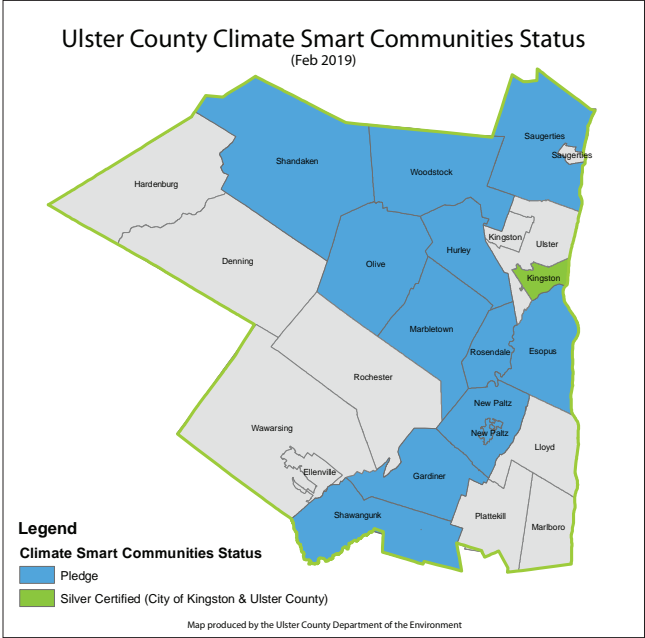 Ulster County Climate Smart Communities Status
(Feb 2019)
Saugerties
Saugerties
Shandaken
Woodstock
Hardenburg
Kingston
Ulster
Hurley
Denning
Olive
Kingston
Marbletown
Rosendale
Esopus
Rochester
New Paltz
Wawarsing
New Paltz
Lloyd
Ellenville
Gardiner
Shawangunk
Plattekill
Marlboro
Legend
Climate Smart Communities Status
Pledge
Silver Certified (City of Kingston & Ulster County)
Map produced by the Ulster County Department of the Environment